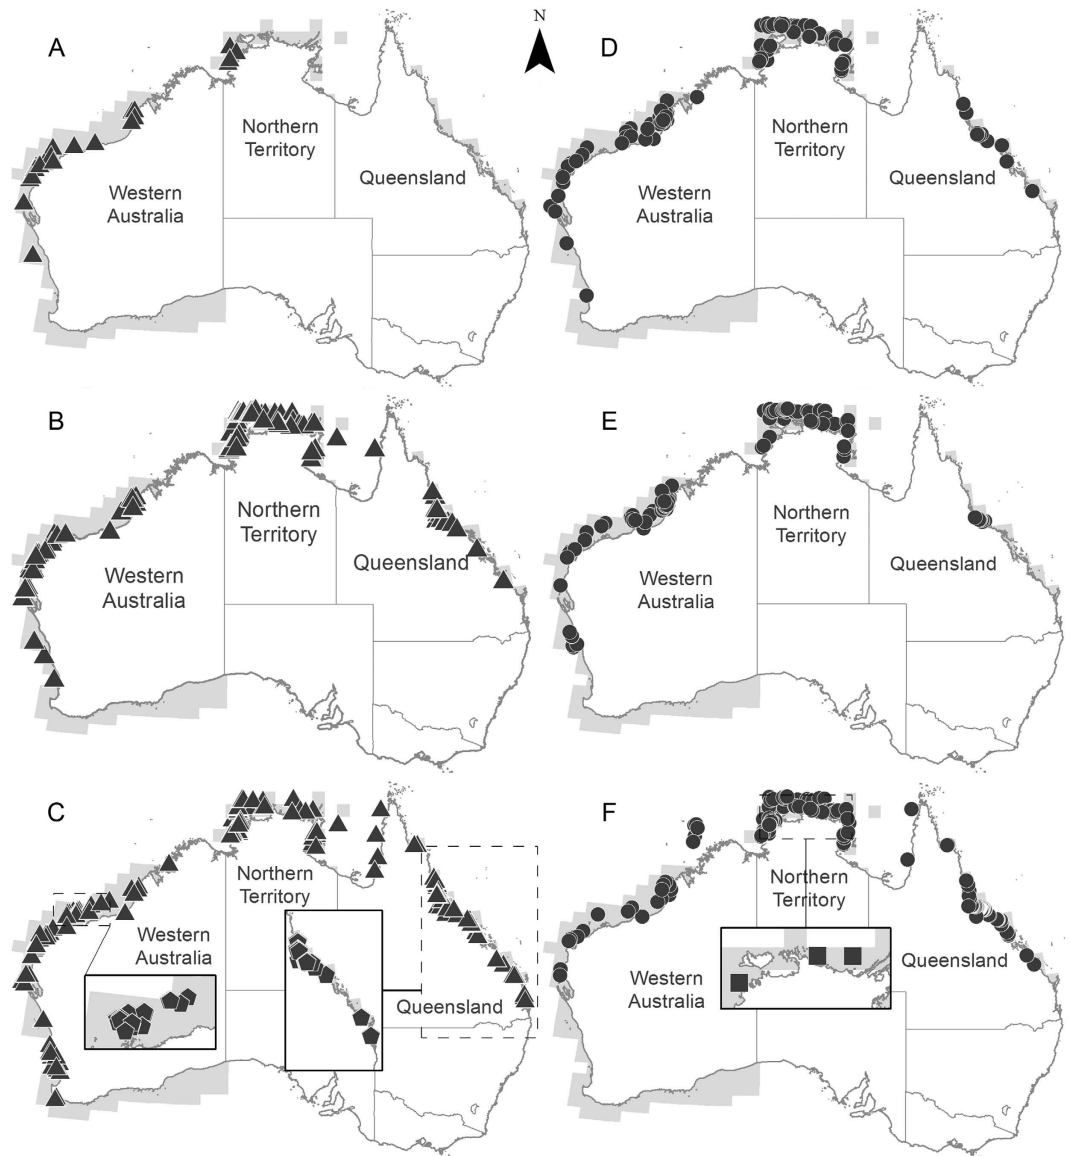 N
A
Northern
Territory
Queensland
Western
Australia
D
Northern
Territory
Queensland
Western
Australia
B
Northern
Territory
Queensland
Western
Australia
E
Northern
Territory
Queensland
Western
Australia
C
Northern
Territory
Western
Australia
Queensland
F
Northern
Territory
Queensland
Western
Australia